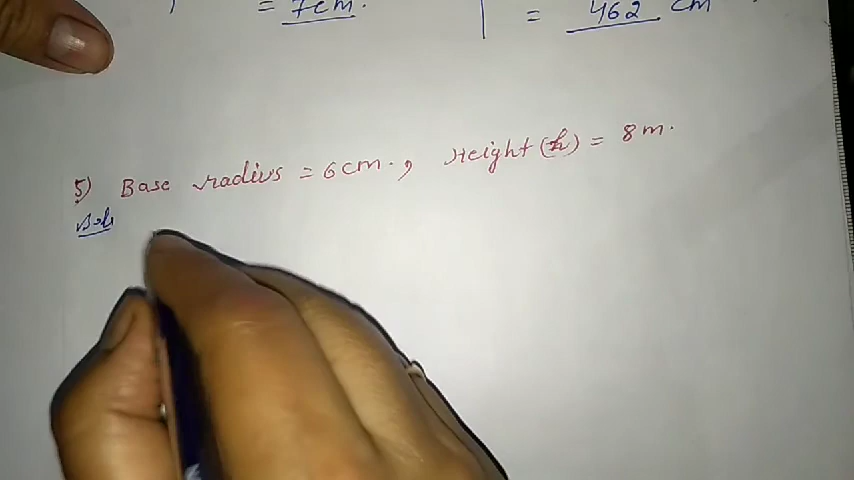 = 7cm.
= 462 cm
5) Base radius = 6cm., Height (h) = 8m.
Sol